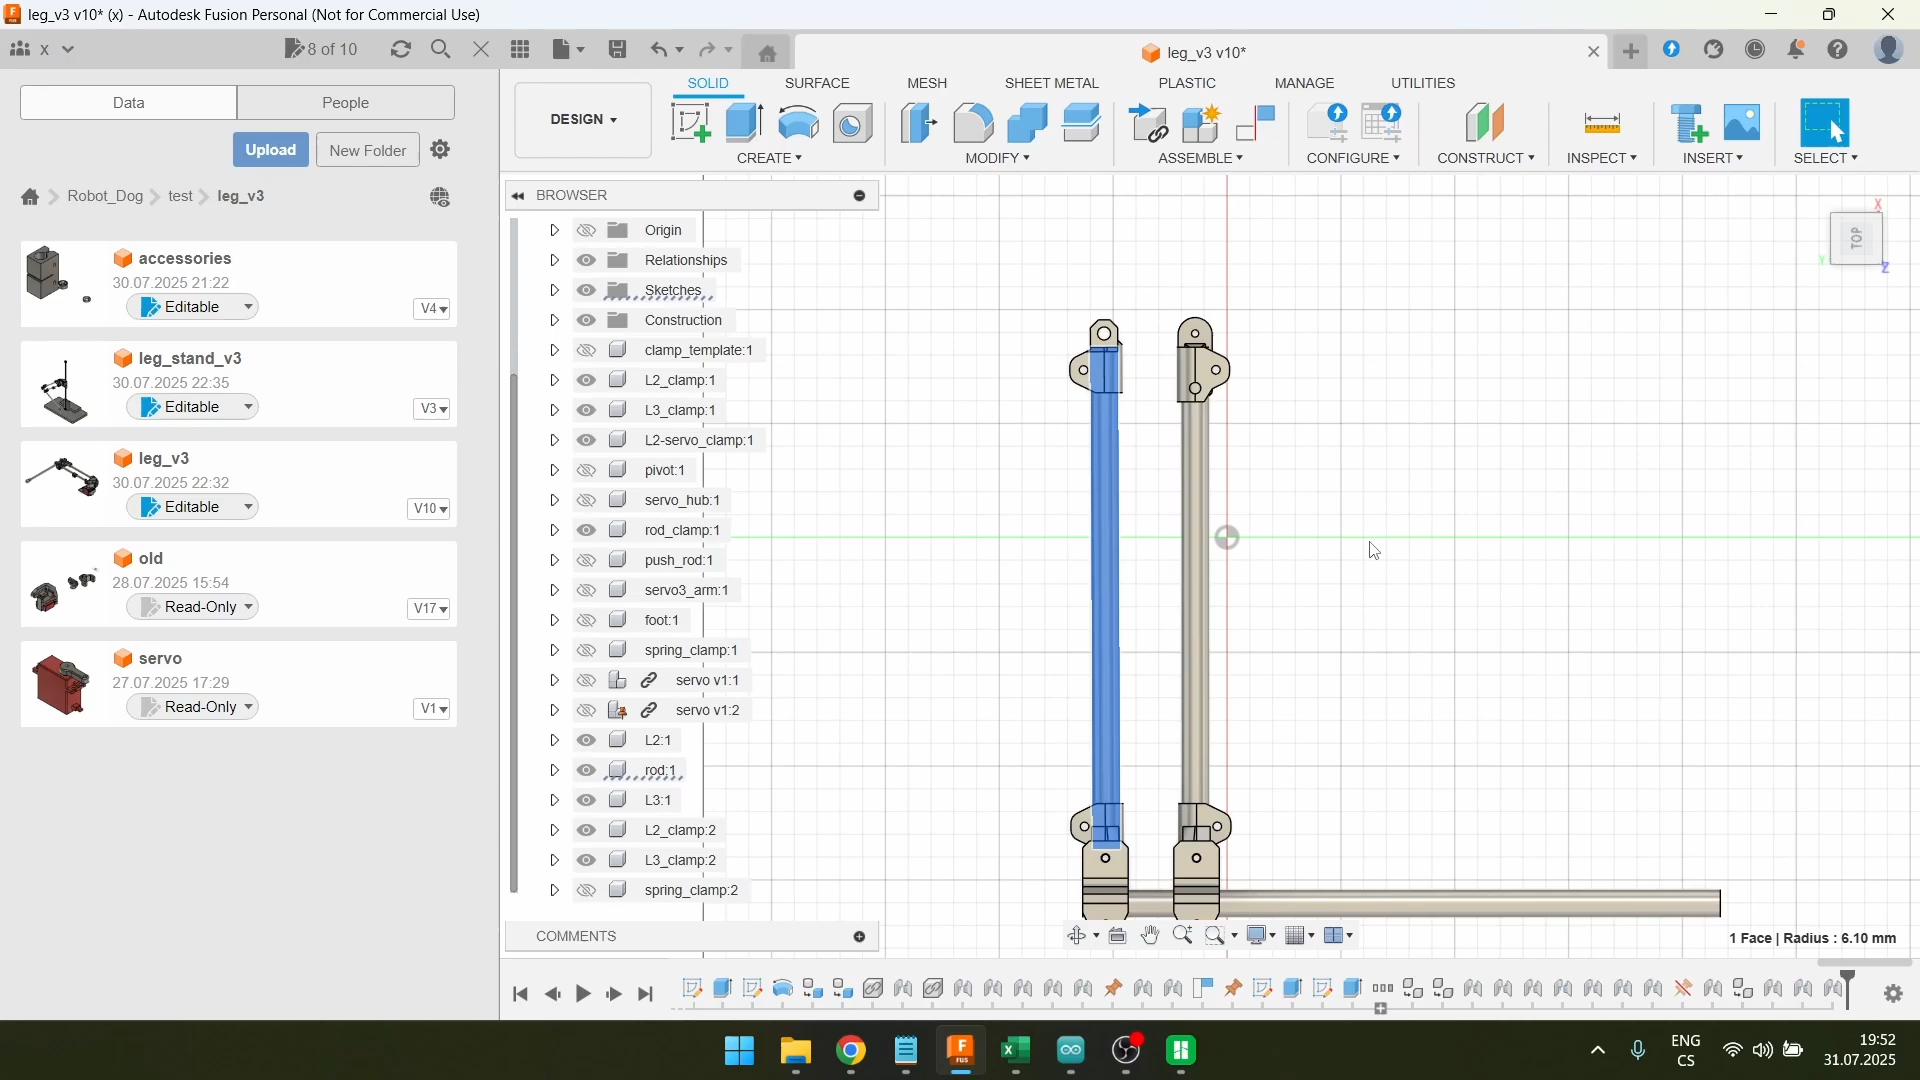 leg_v3 v10* (x) - Autodesk Fusion Personal (Not for Commercial Use)
x
8 of 10
leg_v3 v10*
Data
People
Upload
New Folder
Robot_Dog
test
leg_v3
accessories
30.07.2025 21:22
Editable
V4
leg_stand_v3
30.07.2025 22:35
Editable
V3
leg_v3
30.07.2025 22:32
Editable
V10
old
28.07.2025 15:54
Read-Only
V17
servo
27.07.2025 17:29
Read-Only
V1
DESIGN
SOLID
SURFACE
MESH
SHEET METAL
PLASTIC
MANAGE
UTILITIES
CREATE
MODIFY
ASSEMBLE
CONFIGURE
CONSTRUCT
INSPECT
INSERT
SELECT
BROWSER
Origin
Relationships
Sketches
Construction
clamp_template:1
L2_clamp:1
L3_clamp:1
L2-servo_clamp:1
pivot:1
servo_hub:1
rod_clamp:1
push_rod:1
servo3_arm:1
foot:1
spring_clamp:1
servo v1:1
servo v1:2
L2:1
rod:1
L3:1
L2_clamp:2
L3_clamp:2
spring_clamp:2
COMMENTS
X
TOP
Y
Z
1 Face | Radius : 6.10 mm
F
FUS
ENG
CS
19:52
31.07.2025